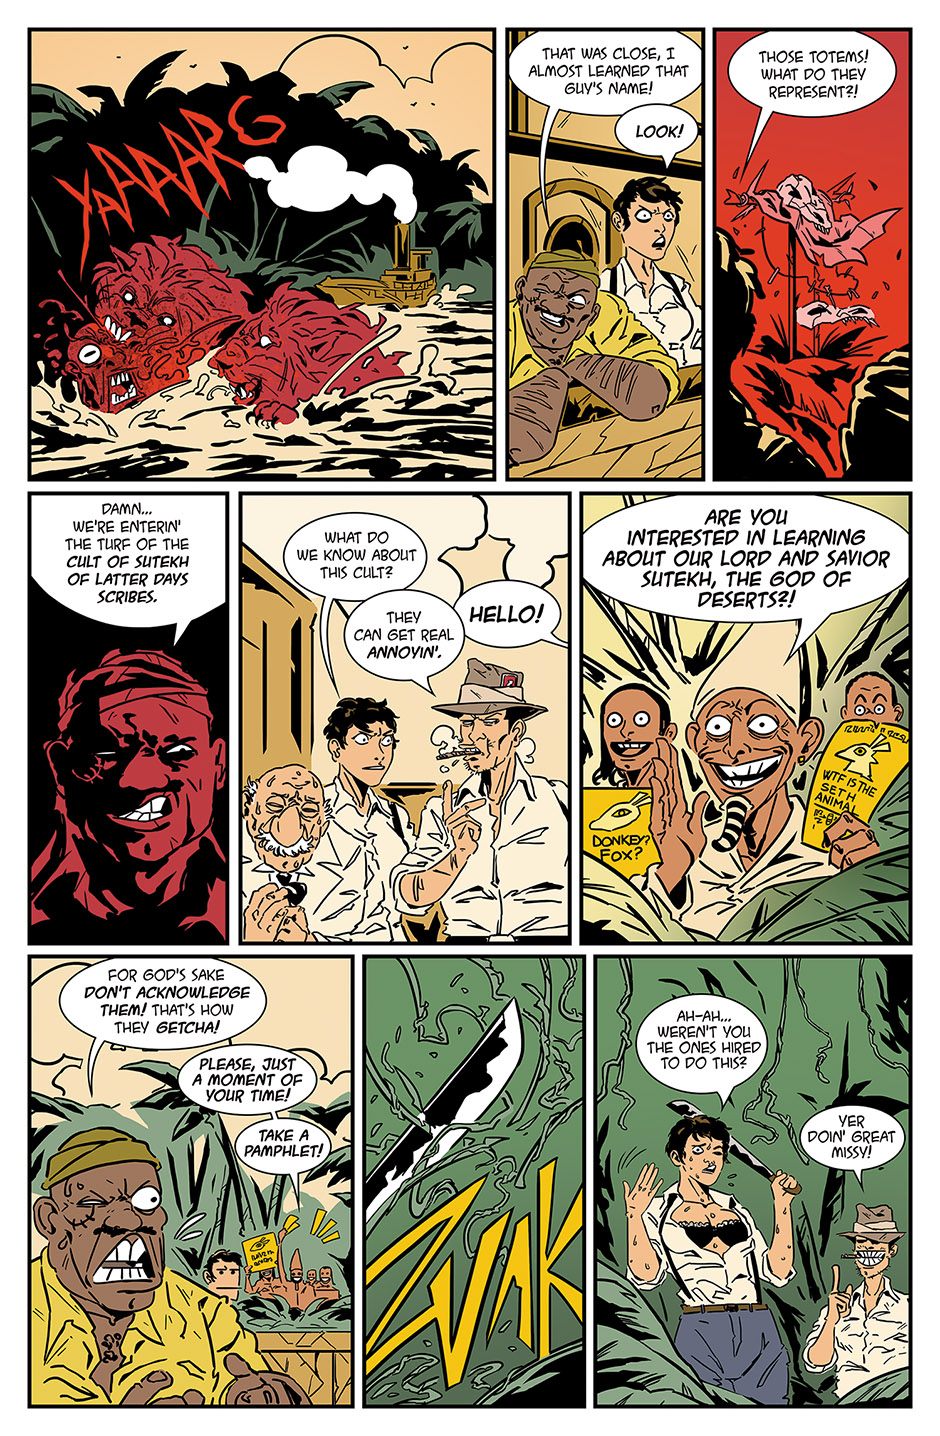 YAAAARG
THAT WAS CLOSE, I
ALMOST LEARNED THAT
GUY'S NAME!
LOOK!
THOSE TOTEMS!
WHAT DO THEY
REPRESENT?!
DAMN...
WE'RE ENTERIN'
THE TURF OF THE
CULT OF SUTEKH
OF LATTER DAYS
SCRIBES.
WHAT DO
WE KNOW ABOUT
THIS CULT?
THEY
CAN GET REAL
ANNOYIN'.
HELLO!
ARE YOU
INTERESTED IN LEARNING
ABOUT OUR LORD AND SAVIOR
SUTEKH, THE GOD OF
DESERTS?!
DONKEY?
FOX?
WTF IS THE
SETH
ANIMAL
FOR GOD'S SAKE
DON'T ACKNOWLEDGE
THEM! THAT'S HOW
THEY GETCHA!
PLEASE, JUST
A MOMENT OF
YOUR TIME!
TAKE A
PAMPHLET!
ZWAK
AH-AH...
WEREN'T YOU
THE ONES HIRED
TO DO THIS?
YER
DOIN' GREAT
MISSY!